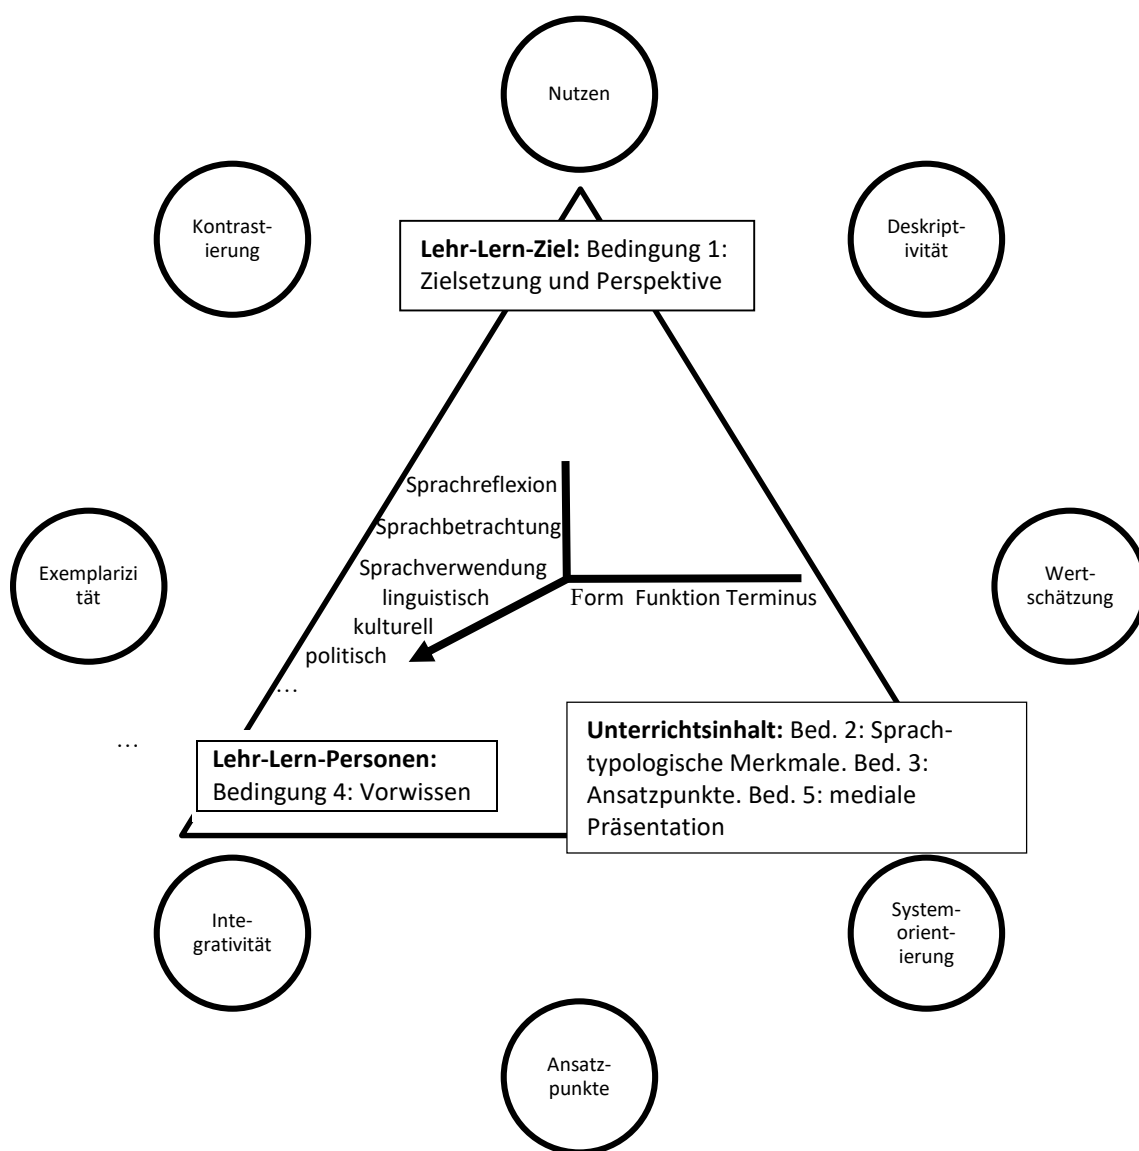 Nutzen
Kontrast-
ierung
Deskript-
ivität
Lehr-Lern-Ziel: Bedingung 1:
Zielsetzung und Perspektive
Sprachreflexion
Sprachbetrachtung
Sprachverwendung
linguistisch
kulturell
politisch
…
Form Funktion Terminus
Exemplarizi
tät
Wert-
schätzung
…
Lehr-Lern-Personen:
Bedingung 4: Vorwissen
Unterrichtsinhalt: Bed. 2: Sprach-
typologische Merkmale. Bed. 3:
Ansatzpunkte. Bed. 5: mediale
Präsentation
Inte-
grativität
System-
orient-
ierung
Ansatz-
punkte